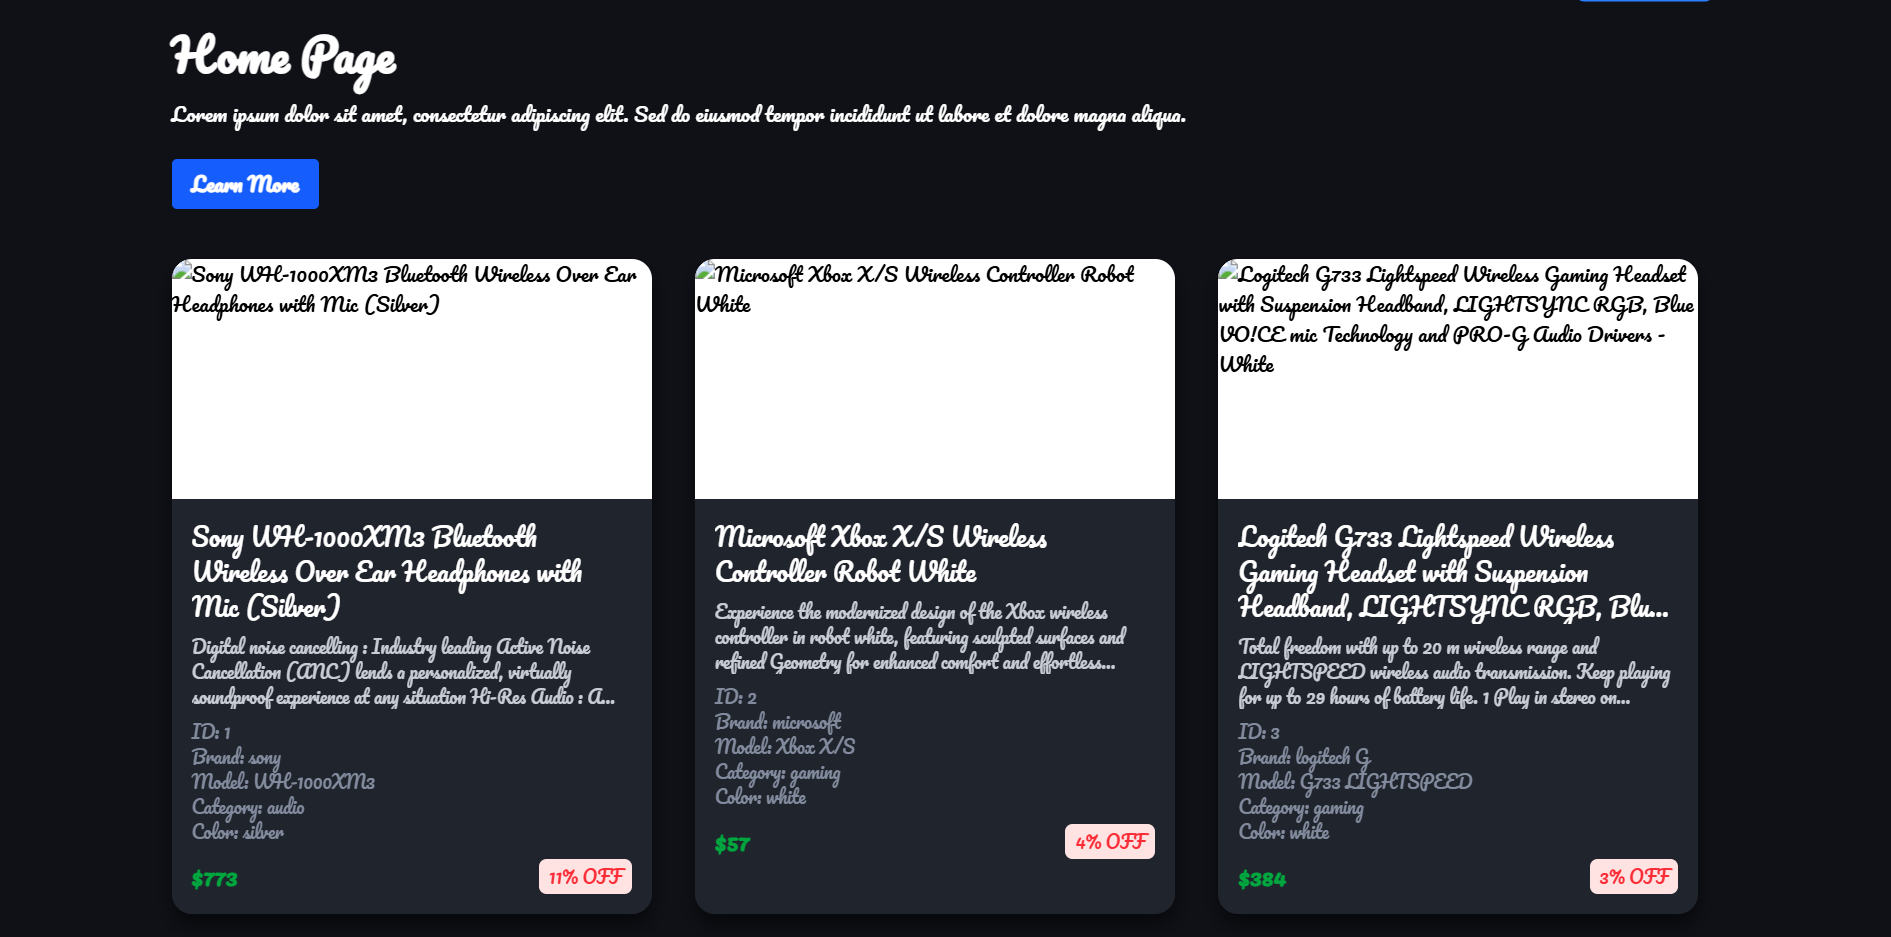 Home Page
Lorem ipsum dolor sit amet, consectetur adipiscing elit. Sed do eiusmod tempor incididunt ut labore et dolore magna aliqua.
Learn More
Sony WH-1000XM3 Bluetooth Wireless Over Ear
Headphones with Mic (Silver)
Sony WH-1000XM3 Bluetooth
Wireless Over Ear Headphones with
Mic (Silver)
Digital noise cancelling : Industry leading Active Noise
Cancellation (ANC) lends a personalized, virtually
soundproof experience at any situation Hi-Res Audio : A...
ID: 1
Brand: sony
Model: WH-1000XM3
Category: audio
Color: silver
$773
11% OFF
Microsoft Xbox X/S Wireless Controller Robot
White
Microsoft Xbox X/S Wireless
Controller Robot White
Experience the modernized design of the Xbox wireless
controller in robot white, featuring sculpted surfaces and
refined Geometry for enhanced comfort and effortless...
ID: 2
Brand: microsoft
Model: Xbox X/S
Category: gaming
Color: white
$57
4% OFF
Logitech G733 Lightspeed Wireless Gaming Headset
with Suspension Headband, LIGHTSYNC RGB, Blue
VO!CE mic Technology and PRO-G Audio Drivers -
White
Logitech G733 Lightspeed Wireless
Gaming Headset with Suspension
Headband, LIGHTSYNC RGB, Blu...
Total freedom with up to 20 m wireless range and
LIGHTSPEED wireless audio transmission. Keep playing
for up to 29 hours of battery life. 1 Play in stereo on...
ID: 3
Brand: logitech G
Model: G733 LIGHTSPEED
Category: gaming
Color: white
$384
3% OFF